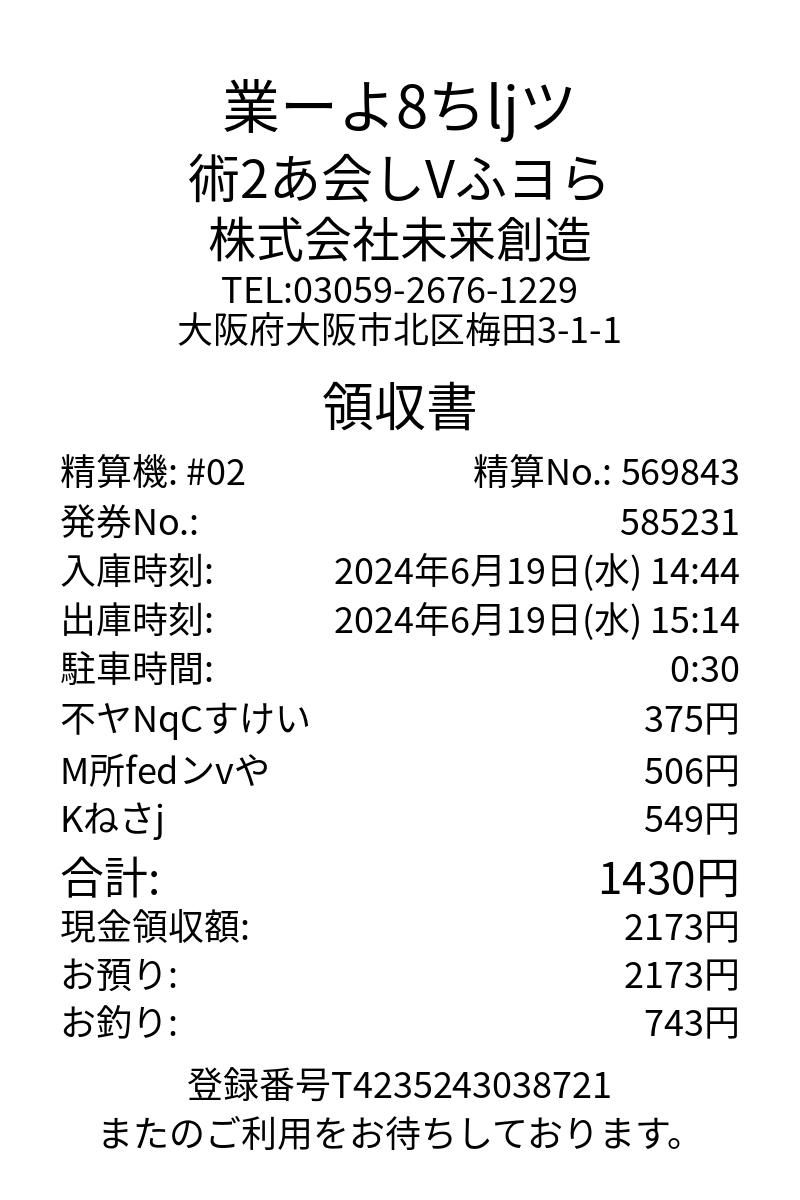 業ーよ8ちljツ
術2あ会しVふヨら
株式会社未来創造
TEL:03059-2676-1229
大阪府大阪市北区梅田3-1-1
領収書
精算機: #02 精算No.: 569843
発券No.: 585231
入庫時刻: 2024年6月19日(水) 14:44
出庫時刻: 2024年6月19日(水) 15:14
駐車時間: 0:30
不ヤNqCすけい 375円
M所fedンvや 506円
Kねさj 549円
合計: 1430円
現金領収額: 2173円
お預り: 2173円
お釣り: 743円
登録番号T4235243038721
またのご利用をお待ちしております。